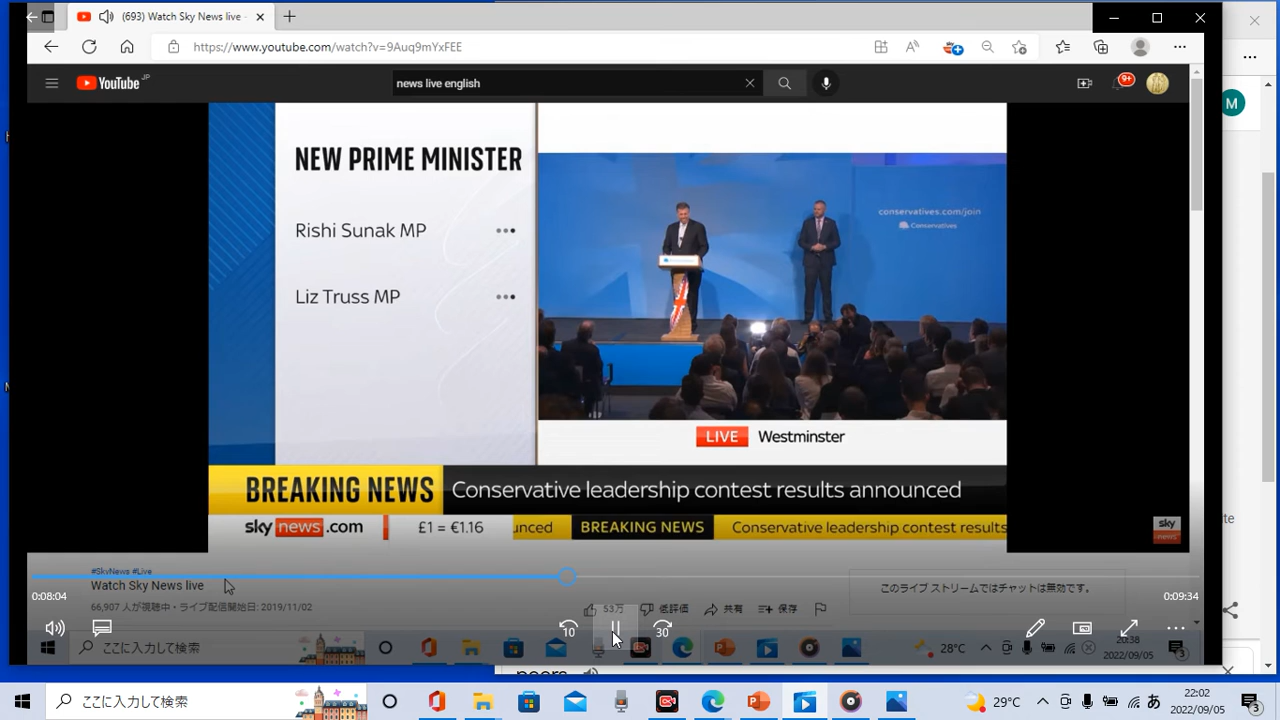 (693) Watch Sky News live -
https://www.youtube.com/watch?v=9Auq9mYxFEE
YouTube JP
news live english
9+
M
NEW PRIME MINISTER
Rishi Sunak MP
Liz Truss MP
conservatives.com/join
Conservatives
LIVE Westminster
BREAKING NEWS Conservative leadership contest results announced
sky news.com £1 = €1.16 unced BREAKING NEWS Conservative leadership contest results
sky news
#SkyNews #Live
Watch Sky News live
66,907 人が視聴中・ライブ配信開始日: 2019/11/02
このライブ ストリームではチャットは無効です。
53万 低評価 共有 保存
0:08:04
0:09:34
10
30
ここに入力して検索
28°C
20:38
2022/09/05
3
ここに入力して検索
29°C
あ
22:02
2022/09/05
3